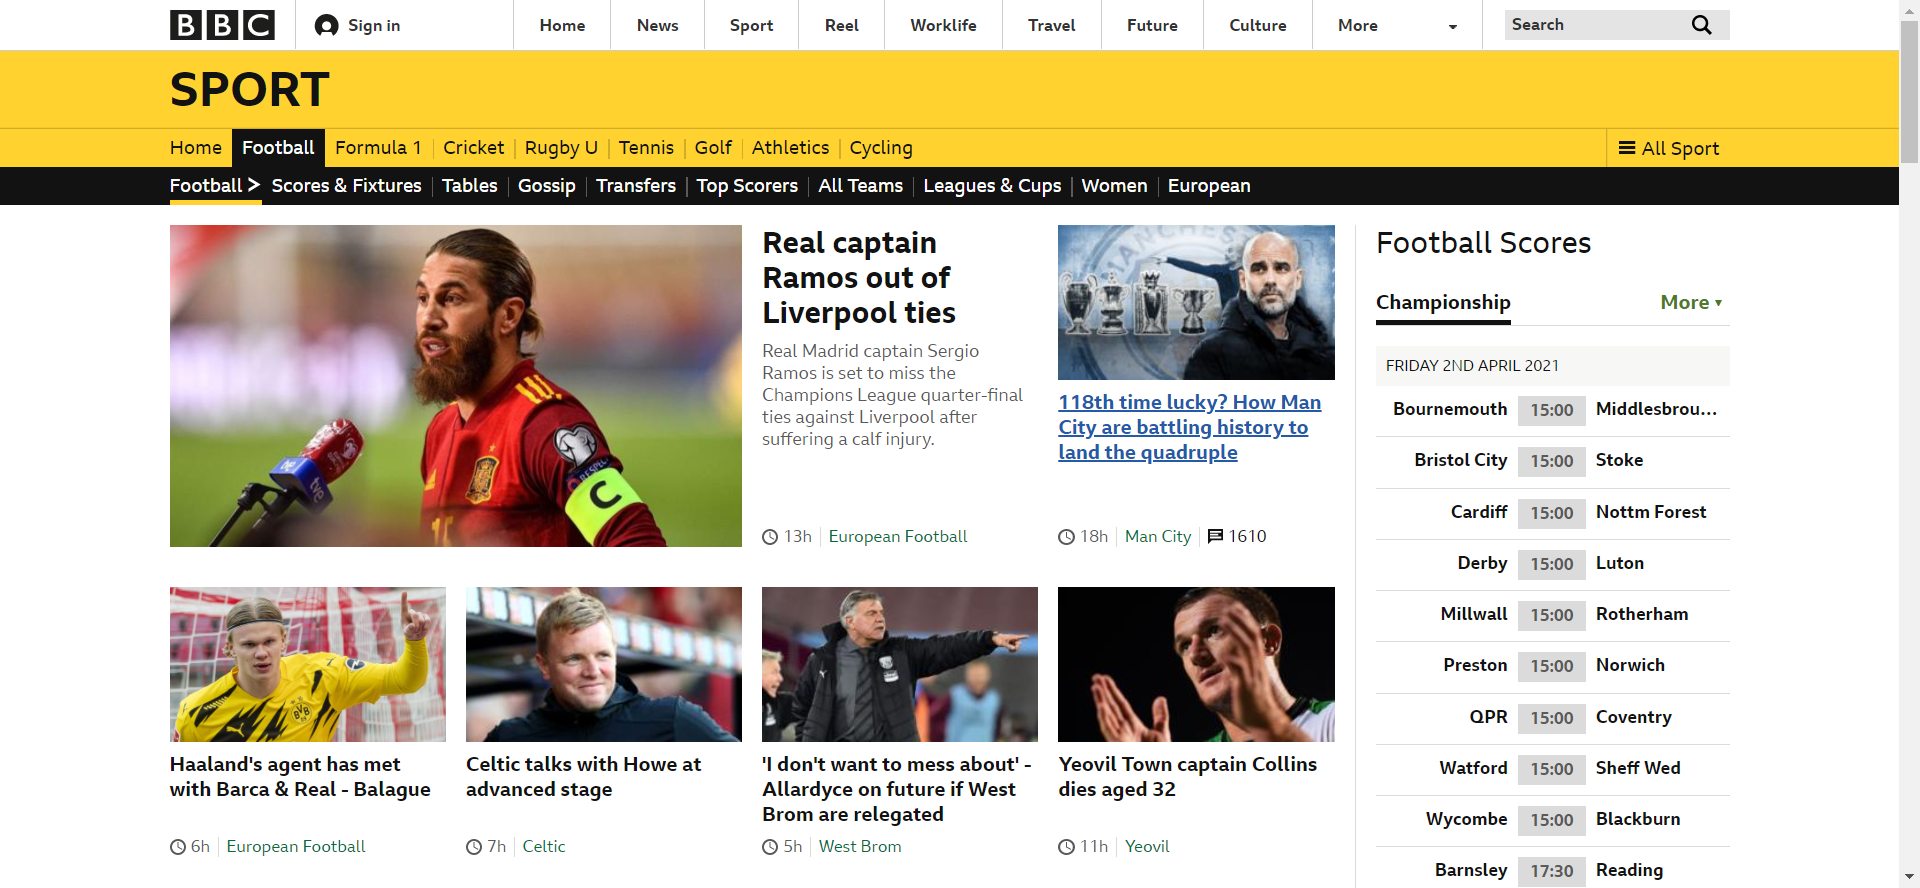 BBC
Sign in
Home
News
Sport
Reel
Worklife
Travel
Future
Culture
More
Search
SPORT
Home
Football
Formula 1
Cricket
Rugby U
Tennis
Golf
Athletics
Cycling
All Sport
Football
Scores & Fixtures
Tables
Gossip
Transfers
Top Scorers
All Teams
Leagues & Cups
Women
European
tve
RESPECT
C
Real captain
Ramos out of
Liverpool ties
Real Madrid captain Sergio
Ramos is set to miss the
Champions League quarter-final
ties against Liverpool after
suffering a calf injury.
13h
European Football
MANCHES
118th time lucky? How Man
City are battling history to
land the quadruple
18h
Man City
1610
BVB
Haaland's agent has met
with Barca & Real - Balague
6h
European Football
Celtic talks with Howe at
advanced stage
7h
Celtic
'I don't want to mess about' -
Allardyce on future if West
Brom are relegated
5h
West Brom
Yeovil Town captain Collins
dies aged 32
11h
Yeovil
Football Scores
Championship
More
FRIDAY 2ND APRIL 2021
Bournemouth 15:00 Middlesbrou...
Bristol City 15:00 Stoke
Cardiff 15:00 Nottm Forest
Derby 15:00 Luton
Millwall 15:00 Rotherham
Preston 15:00 Norwich
QPR 15:00 Coventry
Watford 15:00 Sheff Wed
Wycombe 15:00 Blackburn
Barnsley 17:30 Reading